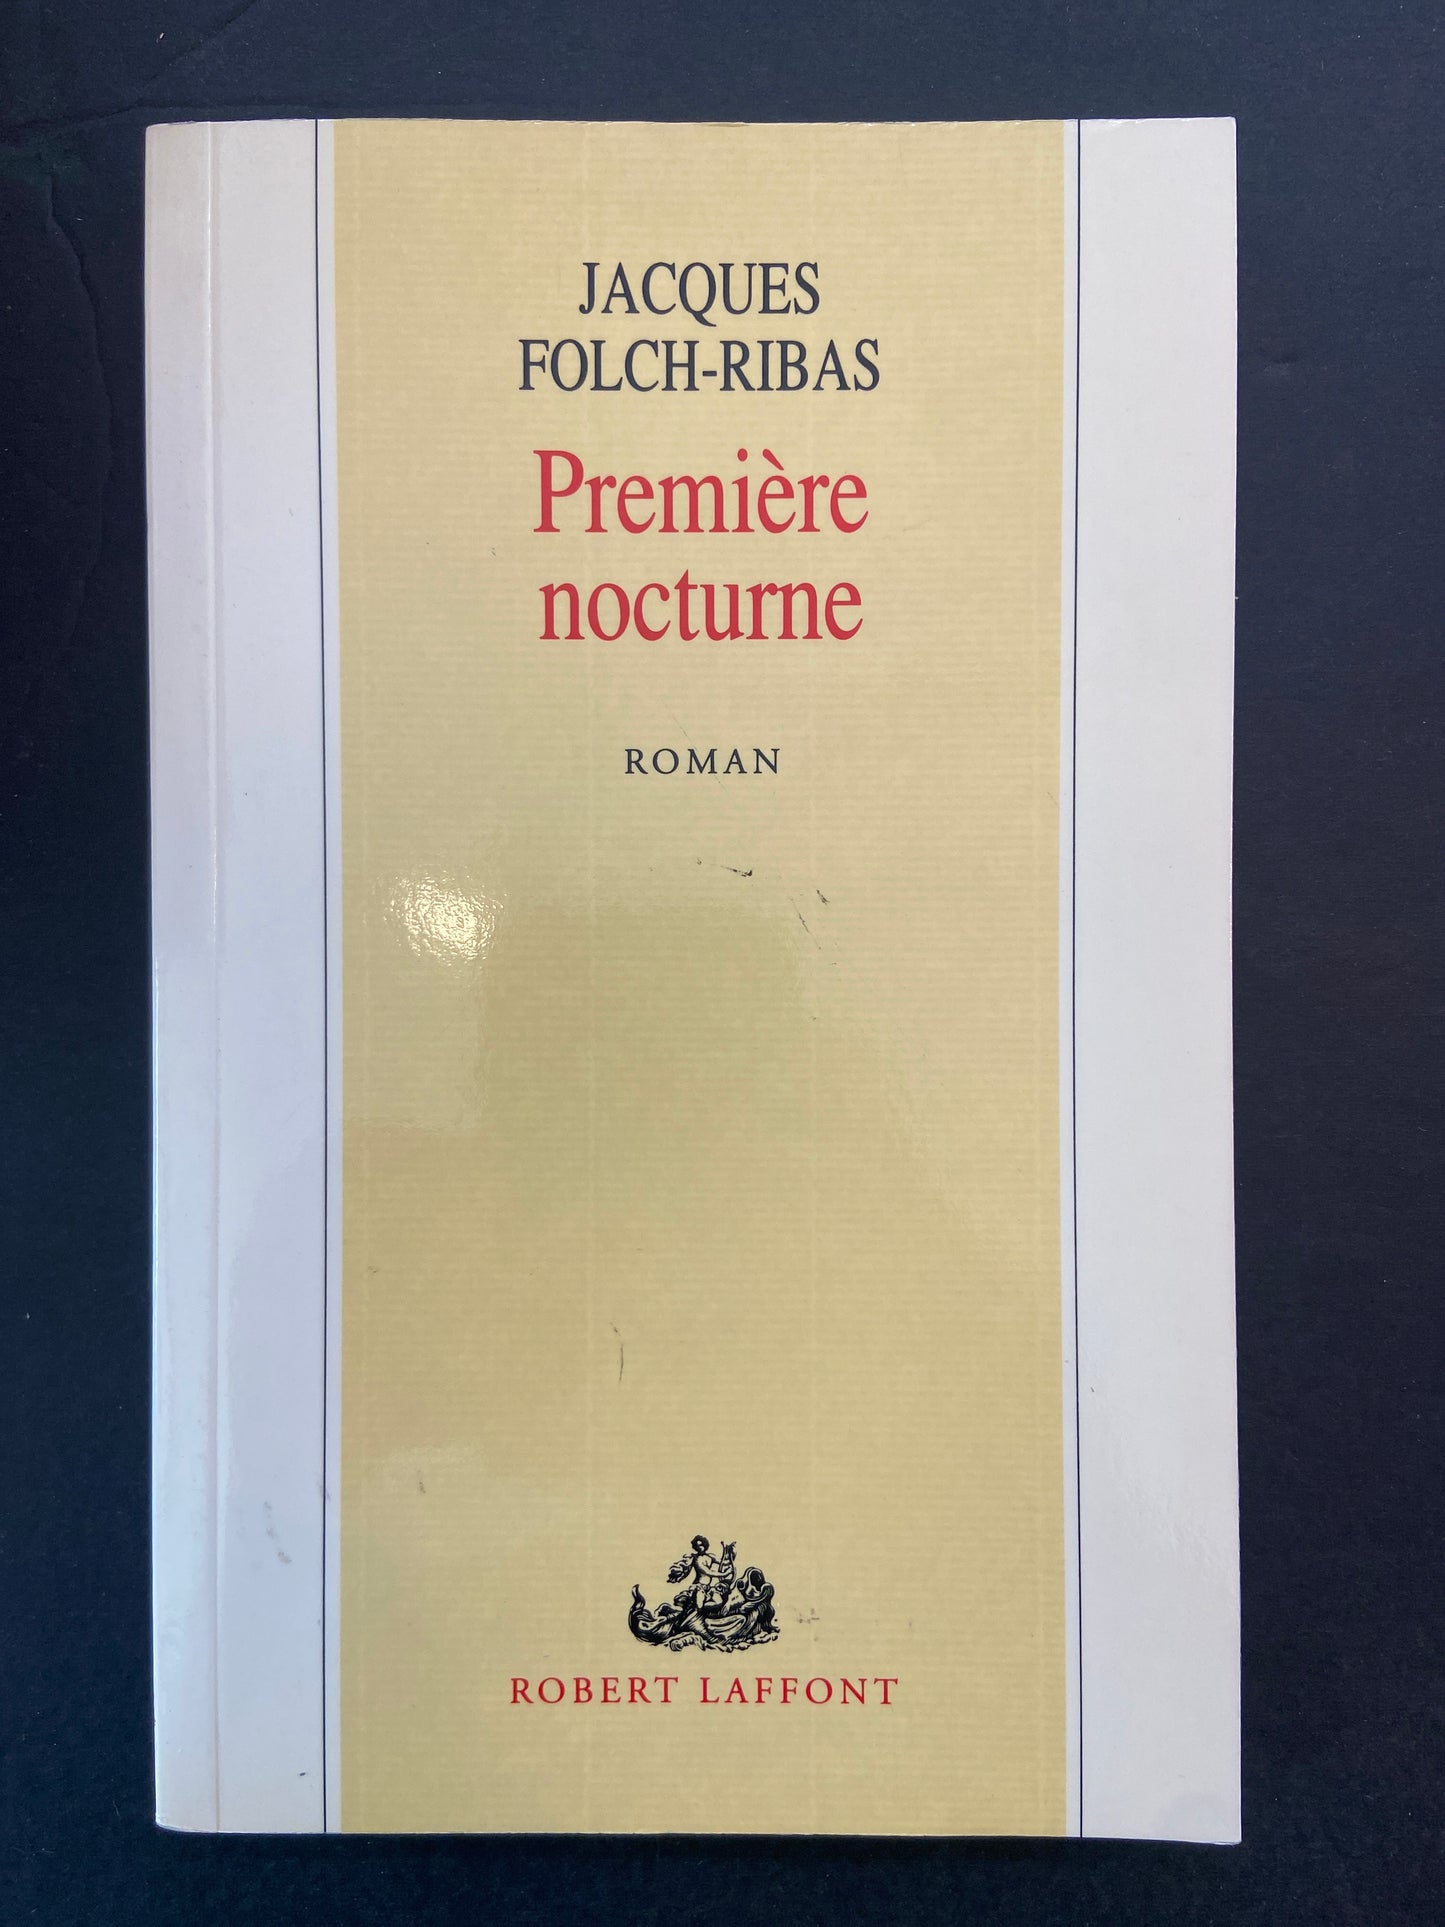 JACQUES
FOLCH-RIBAS
Première
nocturne
ROMAN
ROBERT LAFFONT